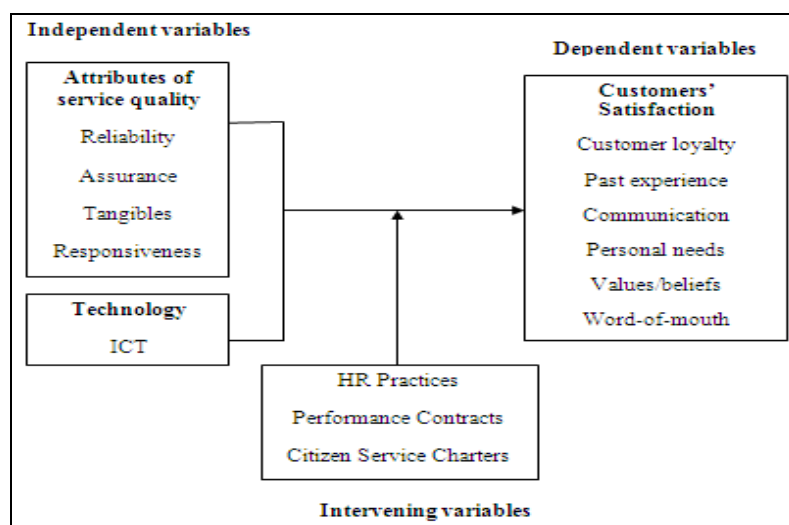 Independent variables
Attributes of
service quality
Reliability
Assurance
Tangibles
Responsiveness
Technology
ICT
Dependent variables
Customers’
Satisfaction
Customer loyalty
Past experience
Communication
Personal needs
Values/beliefs
Word-of-mouth
HR Practices
Performance Contracts
Citizen Service Charters
Intervening variables